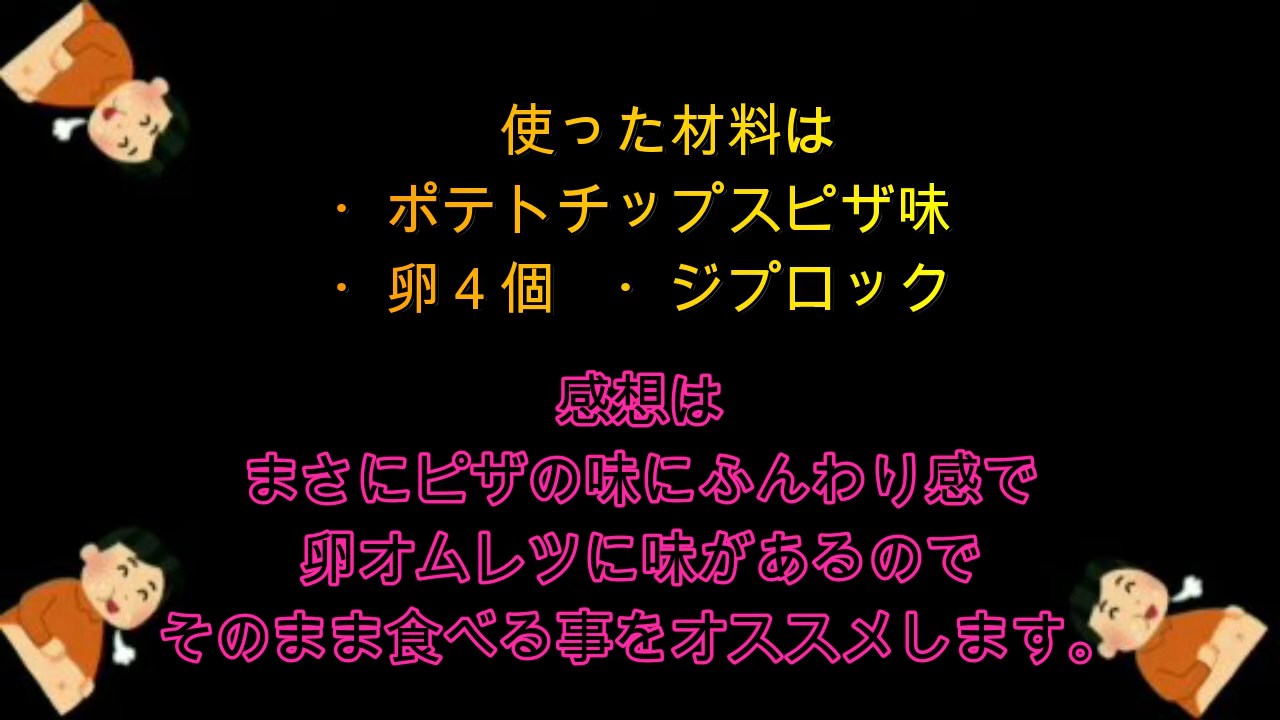 使った材料は
・ポテトチップスピザ味
・卵４個　・ジプロック
感想は
まさにピザの味にふんわり感で
卵オムレツに味があるので
そのまま食べる事をオススメします。